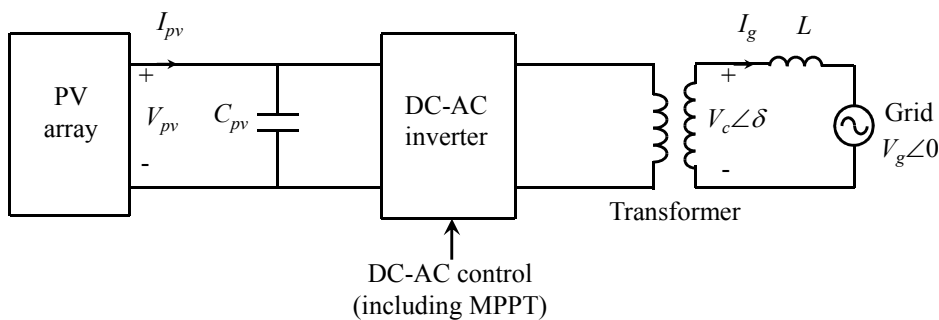 I_pv
I_g
L
+
+
PV
array
V_pv
C_pv
DC-AC
inverter
V_c∠δ
Grid
V_g∠0
-
-
Transformer
DC-AC control
(including MPPT)